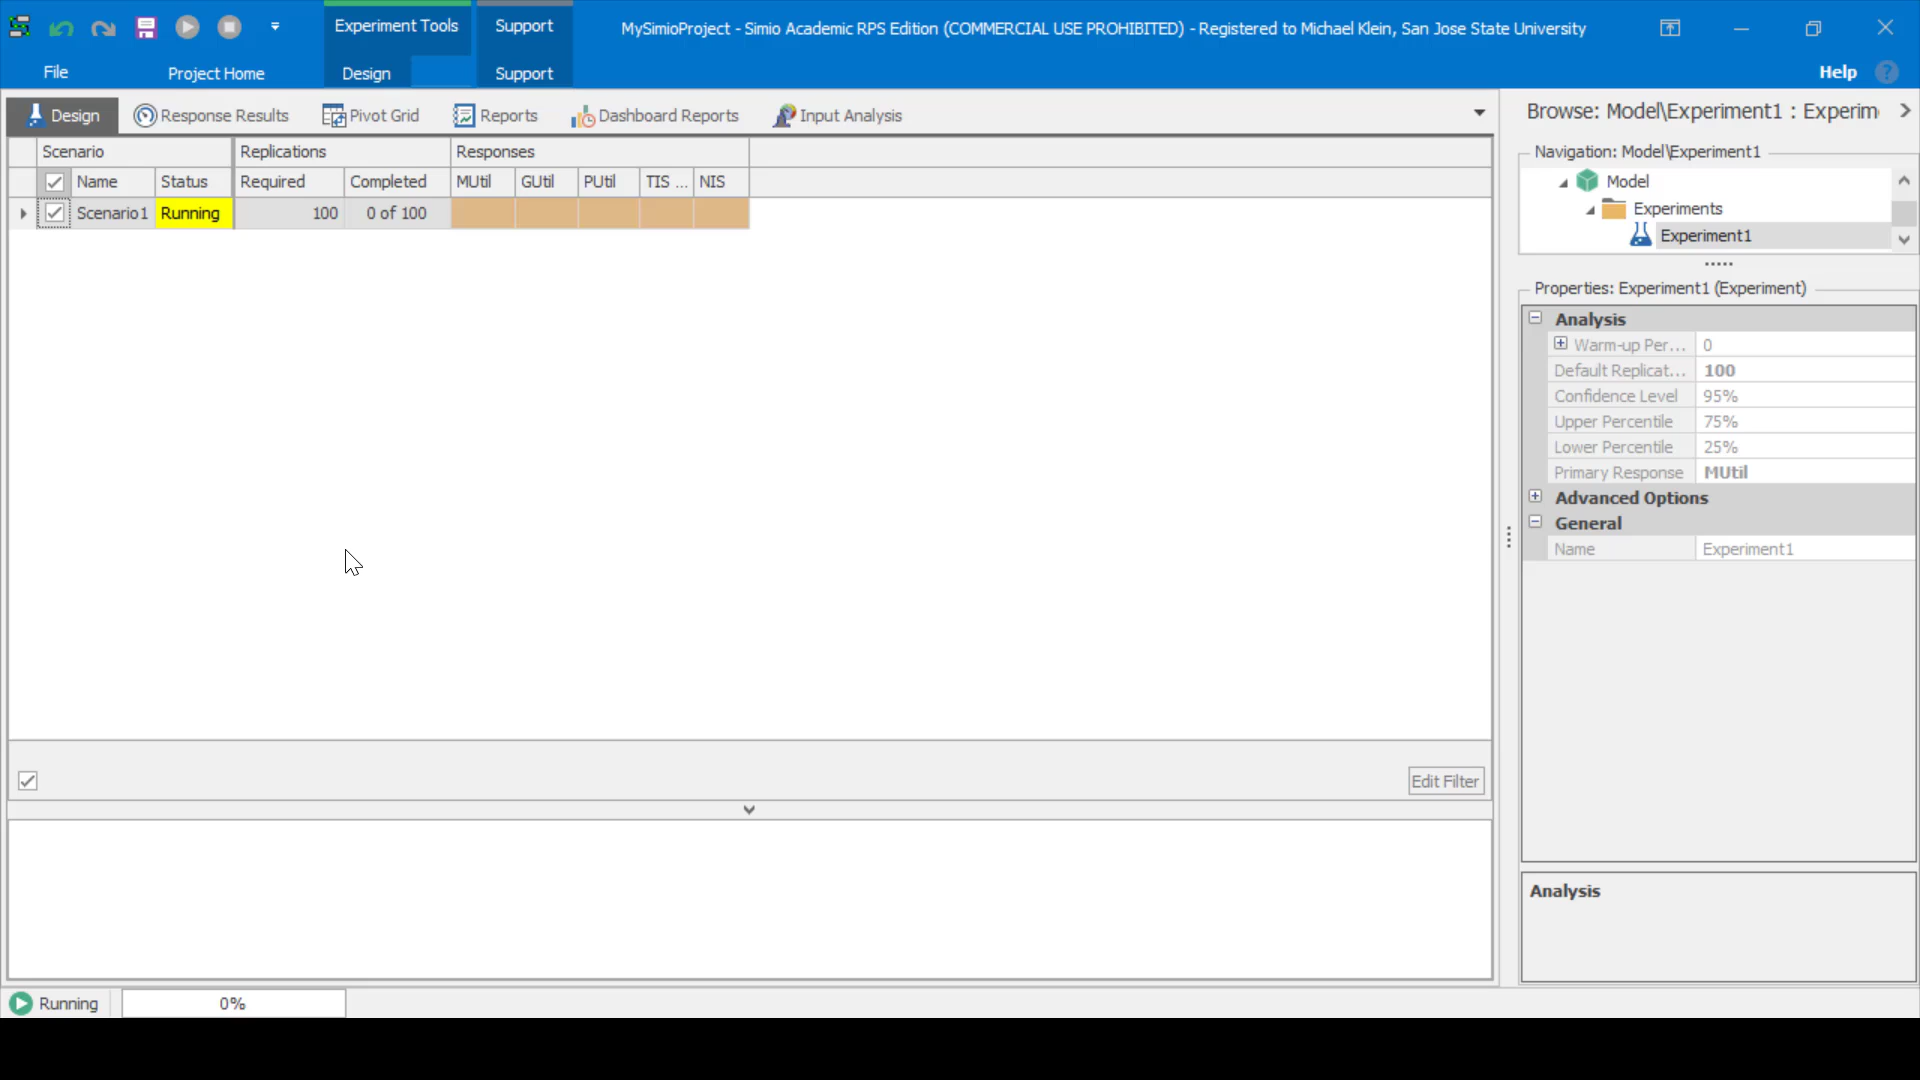 Experiment Tools Support MySimioProject - Simio Academic RPS Edition (COMMERCIAL USE PROHIBITED) - Registered to Michael Klein, San Jose State University
File Project Home Design Support Help ?
Design Response Results Pivot Grid Reports Dashboard Reports Input Analysis
Scenario Replications Responses
Name Status Required Completed MUtil GUtil PUtil TIS ... NIS
Scenario1 Running 100 0 of 100
Edit Filter
Running 0%
Browse: Model\Experiment1 : Experim
Navigation: Model\Experiment1
Model
Experiments
Experiment1
Properties: Experiment1 (Experiment)
Analysis
Warm-up Per... 0
Default Replicat... 100
Confidence Level 95%
Upper Percentile 75%
Lower Percentile 25%
Primary Response MUtil
Advanced Options
General
Name Experiment1
Analysis